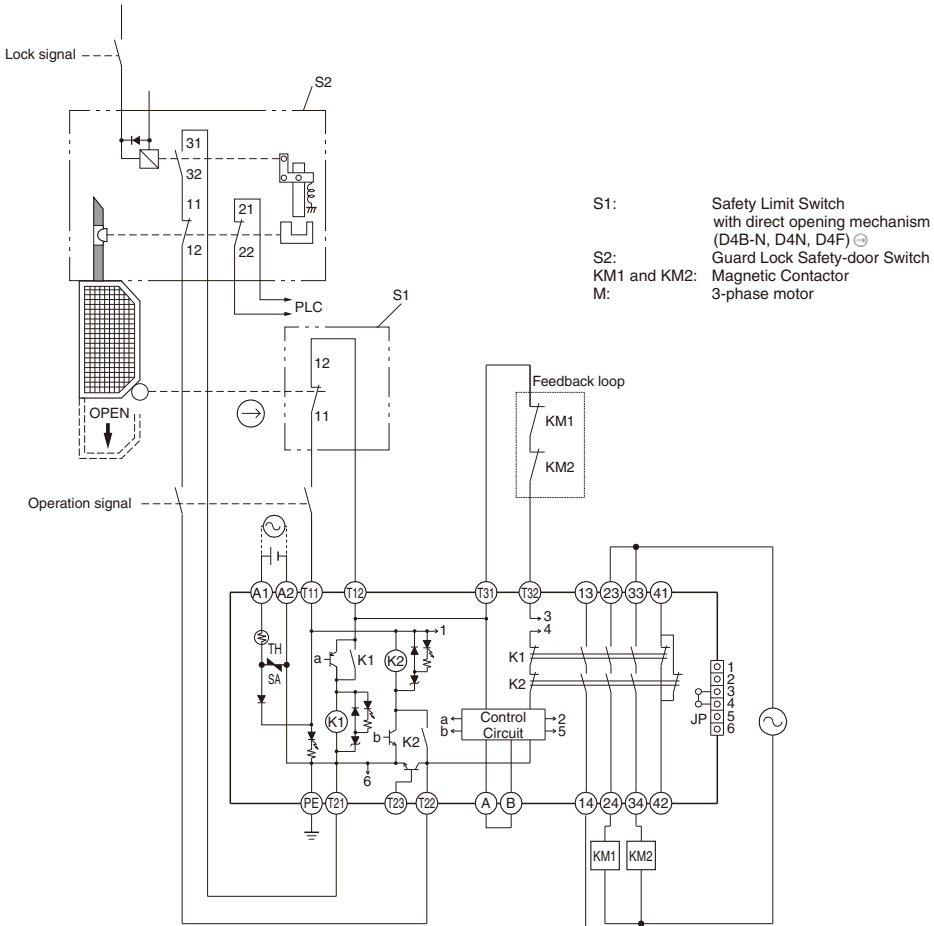 Lock signal
S2
31
32
11
12
21
22
PLC
S1
12
11
OPEN
Operation signal
S1: Safety Limit Switch
with direct opening mechanism
(D4B-N, D4N, D4F)
S2: Guard Lock Safety-door Switch
KM1 and KM2: Magnetic Contactor
M: 3-phase motor
Feedback loop
KM1
KM2
A1 A2 T11 T12 T31 T32 13 23 33 41
TH
SA
a
K1
K2
1
3
4
K1
K2
K1
b
K2
6
a
b
Control
Circuit
2
5
JP
1
2
3
4
5
6
PE T21 T23 T22 A B 14 24 34 42
KM1 KM2